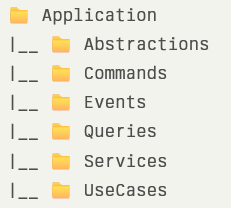 📁 Application
|__ 📁 Abstractions
|__ 📁 Commands
|__ 📁 Events
|__ 📁 Queries
|__ 📁 Services
|__ 📁 UseCases